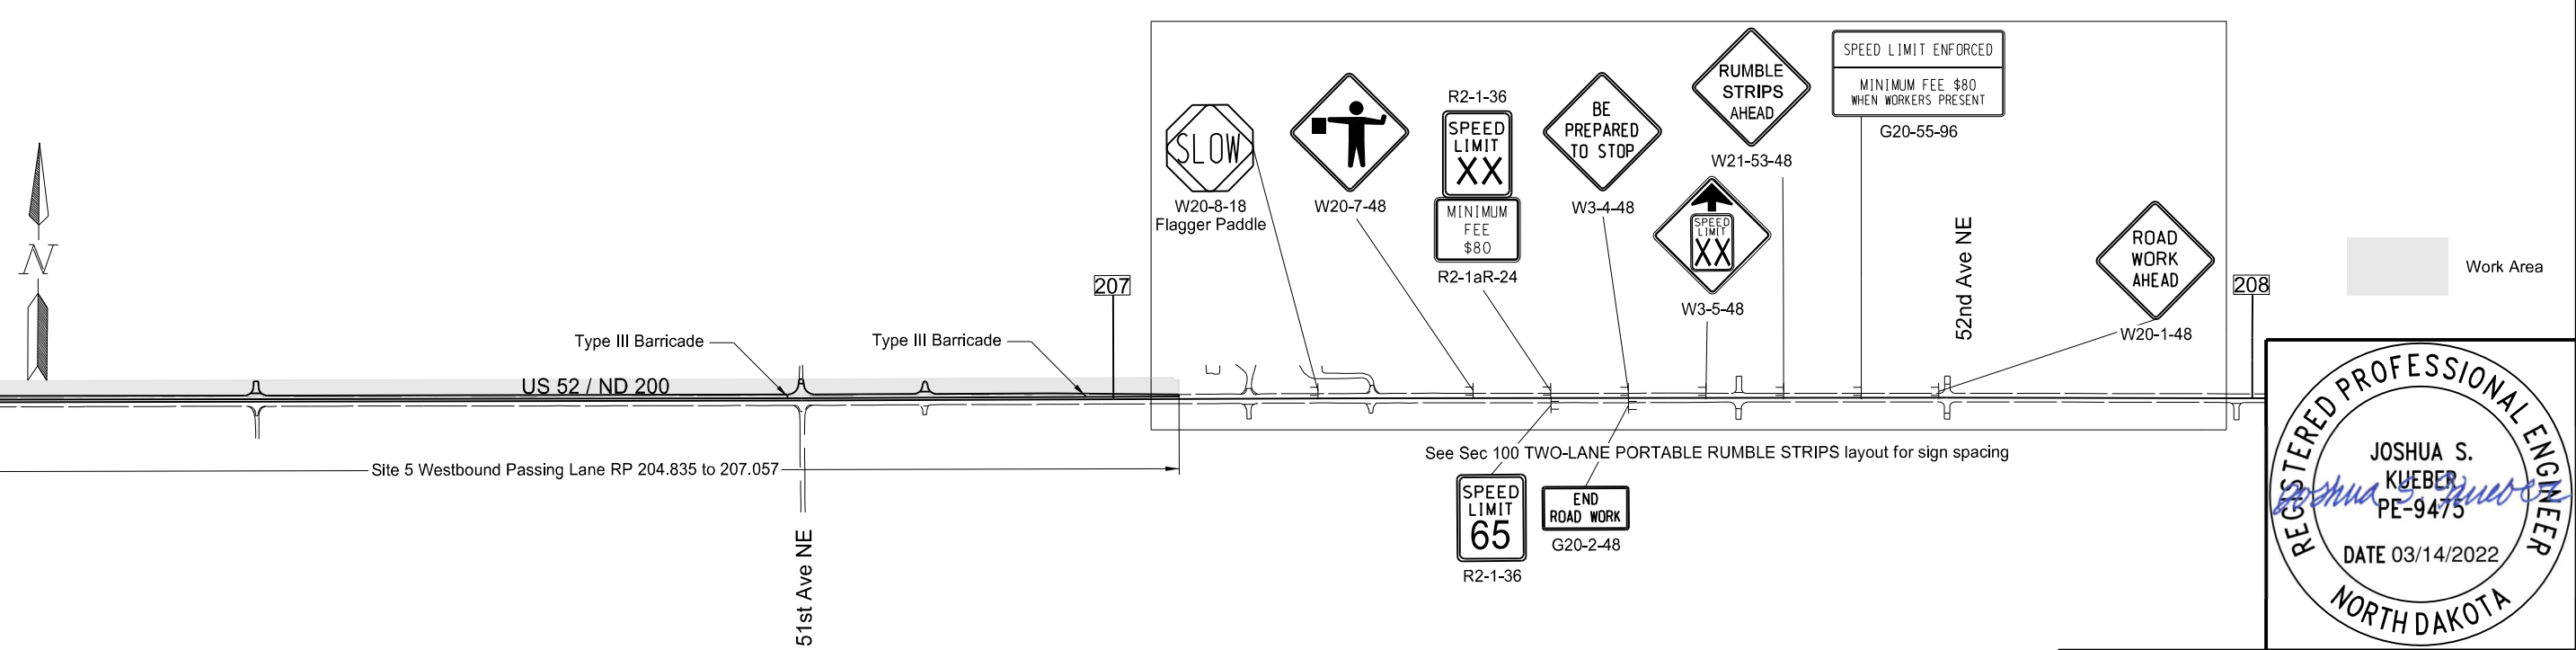 N
US 52 / ND 200
Type III Barricade
Type III Barricade
207
Site 5 Westbound Passing Lane RP 204.835 to 207.057
51st Ave NE
SLOW
W20-8-18
Flagger Paddle
W20-7-48
R2-1-36
SPEED
LIMIT
XX
MINIMUM
FEE
$80
R2-1aR-24
BE
PREPARED
TO STOP
W3-4-48
SPEED
LIMIT
XX
W3-5-48
RUMBLE
STRIPS
AHEAD
W21-53-48
SPEED LIMIT ENFORCED
MINIMUM FEE $80
WHEN WORKERS PRESENT
G20-55-96
52nd Ave NE
ROAD
WORK
AHEAD
W20-1-48
208
See Sec 100 TWO-LANE PORTABLE RUMBLE STRIPS layout for sign spacing
SPEED
LIMIT
65
R2-1-36
END
ROAD WORK
G20-2-48
Work Area
REGISTERED PROFESSIONAL ENGINEER
JOSHUA S.
KUEBER
PE-9475
Joshua S. Kueber
DATE 03/14/2022
NORTH DAKOTA